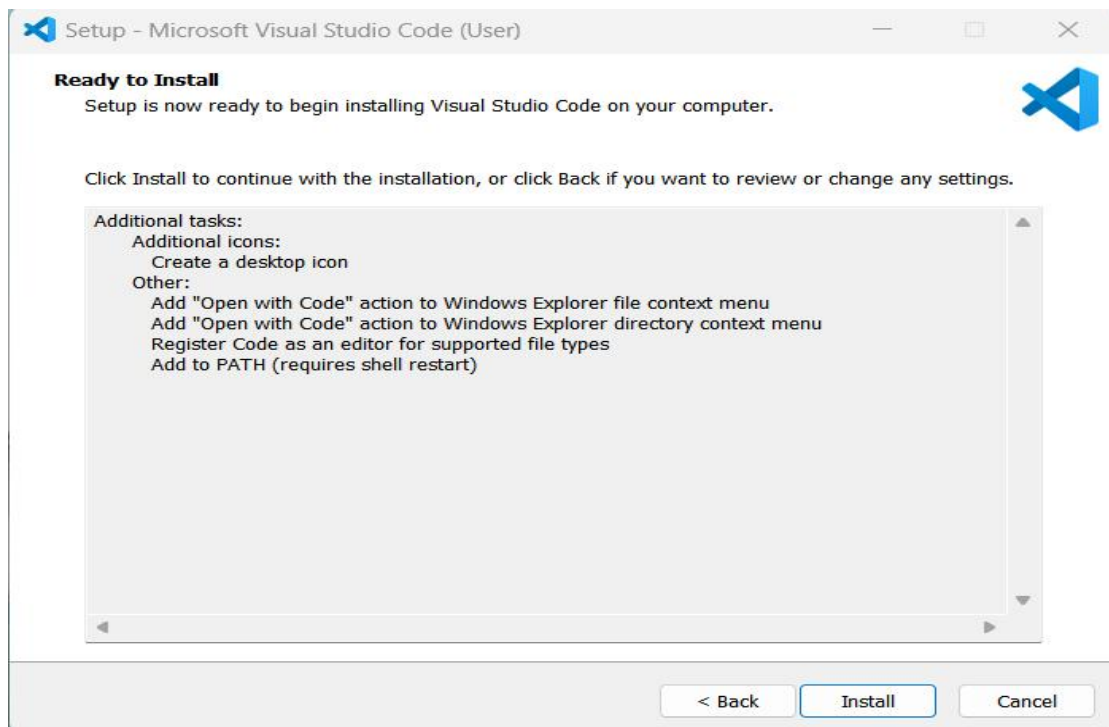 Setup - Microsoft Visual Studio Code (User)
Ready to Install
Setup is now ready to begin installing Visual Studio Code on your computer.
Click Install to continue with the installation, or click Back if you want to review or change any settings.
Additional tasks:
Additional icons:
Create a desktop icon
Other:
Add "Open with Code" action to Windows Explorer file context menu
Add "Open with Code" action to Windows Explorer directory context menu
Register Code as an editor for supported file types
Add to PATH (requires shell restart)
< Back Install Cancel